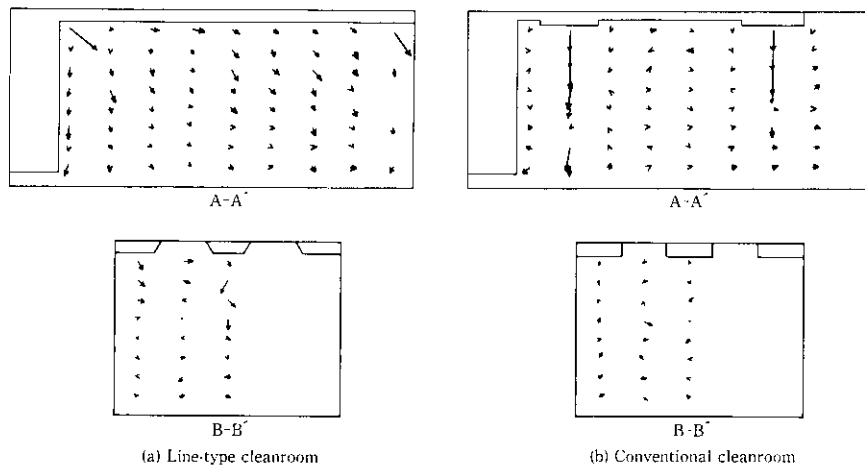 A-A´
A-A´
B-B´
B-B´
(a) Line-type cleanroom
(b) Conventional cleanroom